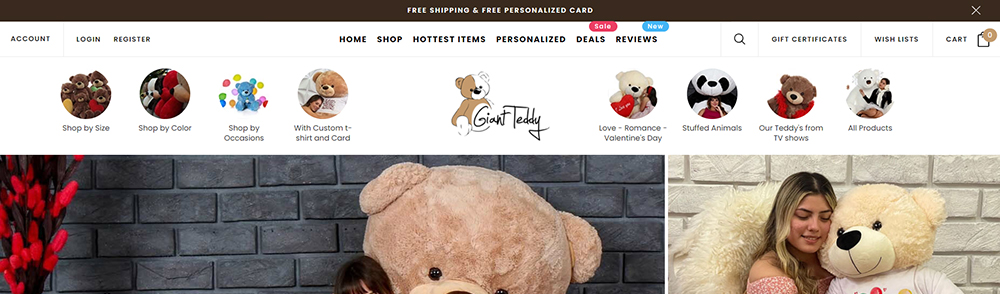 FREE SHIPPING & FREE PERSONALIZED CARD
Sale
New
ACCOUNT
LOGIN
REGISTER
HOME
SHOP
HOTTEST ITEMS
PERSONALIZED
DEALS
REVIEWS
GIFT CERTIFICATES
WISH LISTS
CART
0
Shop by Size
Shop by Color
Shop by
Occasions
With Custom t-
shirt and Card
Giant Teddy
Love - Romance -
Valentine's Day
Stuffed Animals
Our Teddy's from
TV shows
All Products